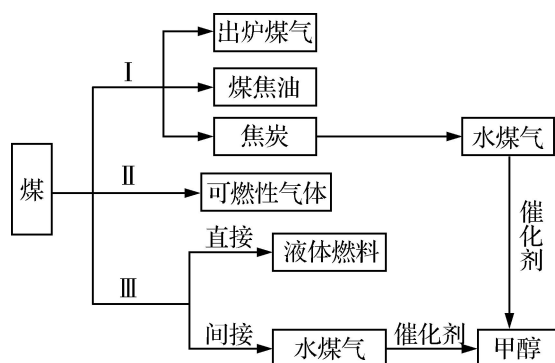 出炉煤气
Ⅰ
煤焦油
焦炭
水煤气
煤
Ⅱ
可燃性气体
催化剂
直接
液体燃料
Ⅲ
间接
水煤气
催化剂
甲醇